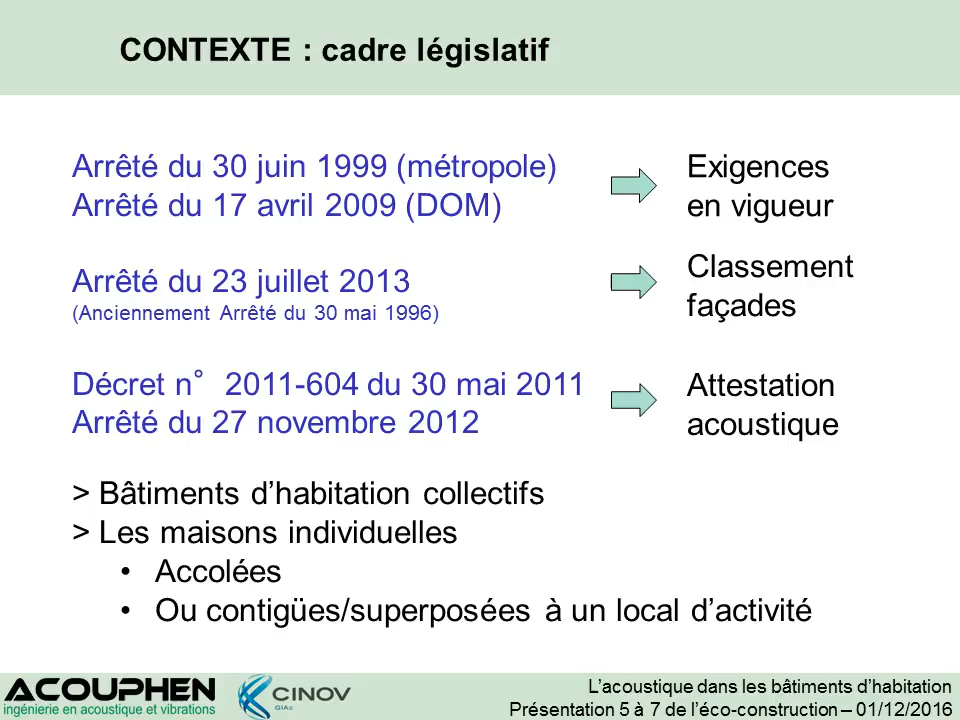 CONTEXTE : cadre législatif
Arrêté du 30 juin 1999 (métropole)
Arrêté du 17 avril 2009 (DOM)
Exigences
en vigueur
Arrêté du 23 juillet 2013
(Anciennement Arrêté du 30 mai 1996)
Classement
façades
Décret n° 2011-604 du 30 mai 2011
Arrêté du 27 novembre 2012
Attestation
acoustique
> Bâtiments d’habitation collectifs
> Les maisons individuelles
• Accolées
• Ou contigües/superposées à un local d’activité
ACOUPHEN
ingénierie en acoustique et vibrations
CINOV
GIAc
L’acoustique dans les bâtiments d’habitation
Présentation 5 à 7 de l’éco-construction – 01/12/2016